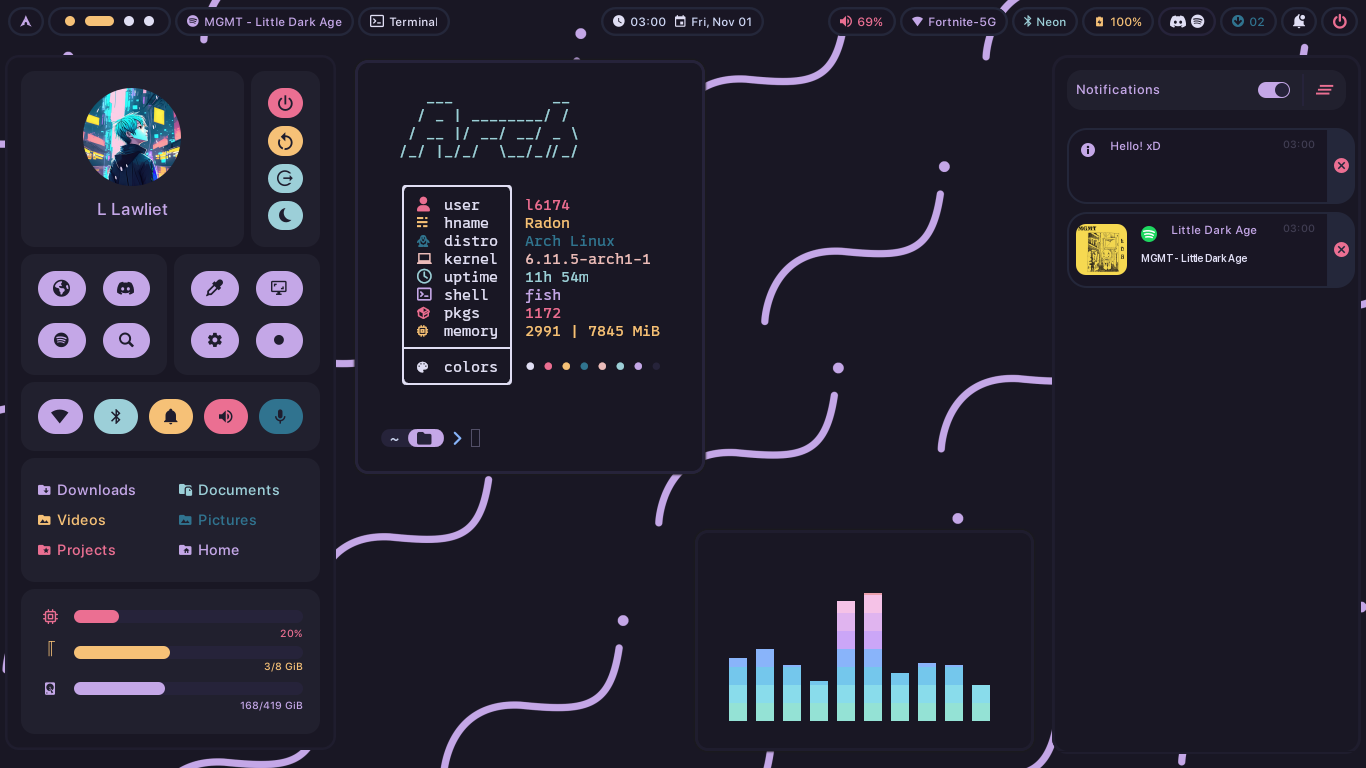 MGMT - Little Dark Age
Terminal
03:00
Fri, Nov 01
69%
Fortnite-5G
Neon
100%
02
L Lawliet
Downloads
Documents
Videos
Pictures
Projects
Home
20%
3/8 GiB
168/419 GiB
user l6174
hname Radon
distro Arch Linux
kernel 6.11.5-arch1-1
uptime 11h 54m
shell fish
pkgs 1172
memory 2991 | 7845 MiB
colors
~
Notifications
Hello! xD
03:00
MGMT
Little Dark Age
03:00
MGMT - Little Dark Age